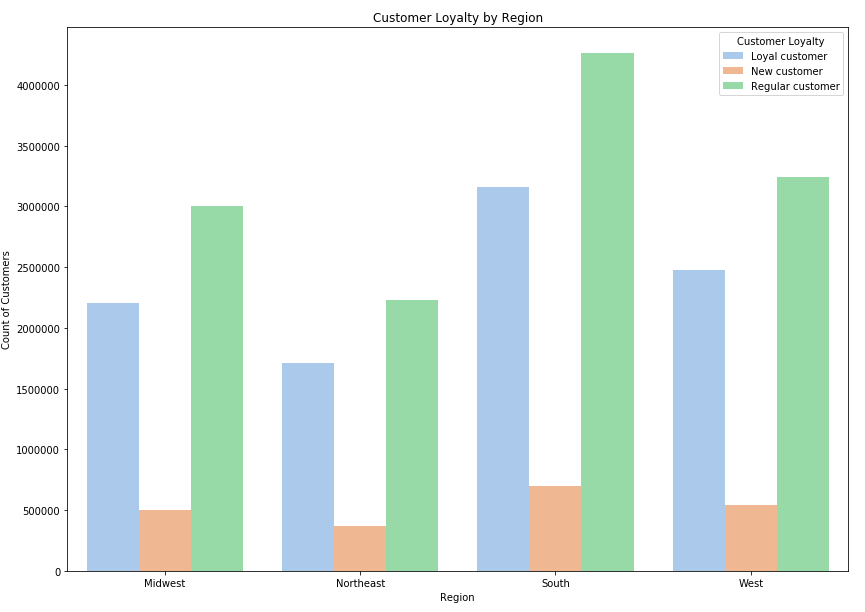 Customer Loyalty by Region
Customer Loyalty
Loyal customer
New customer
Regular customer
Count of Customers
4000000
3500000
3000000
2500000
2000000
1500000
1000000
500000
0
Midwest
Northeast
South
West
Region